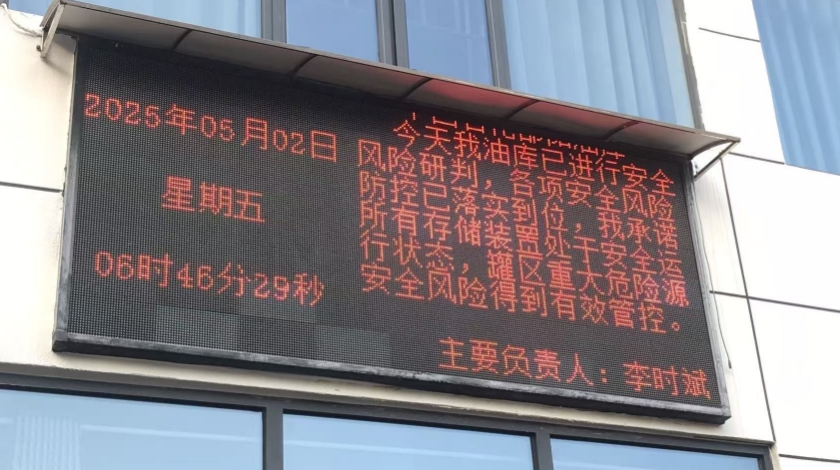 2025年05月02日
星期五
06时46分29秒
今天我油库已进行安全
风险研判，各项安全风险
防控已落实到位，我承诺
所有存储装置处于安全运
行状态，罐区重大危险源
安全风险得到有效管控。
主要负责人：李时斌